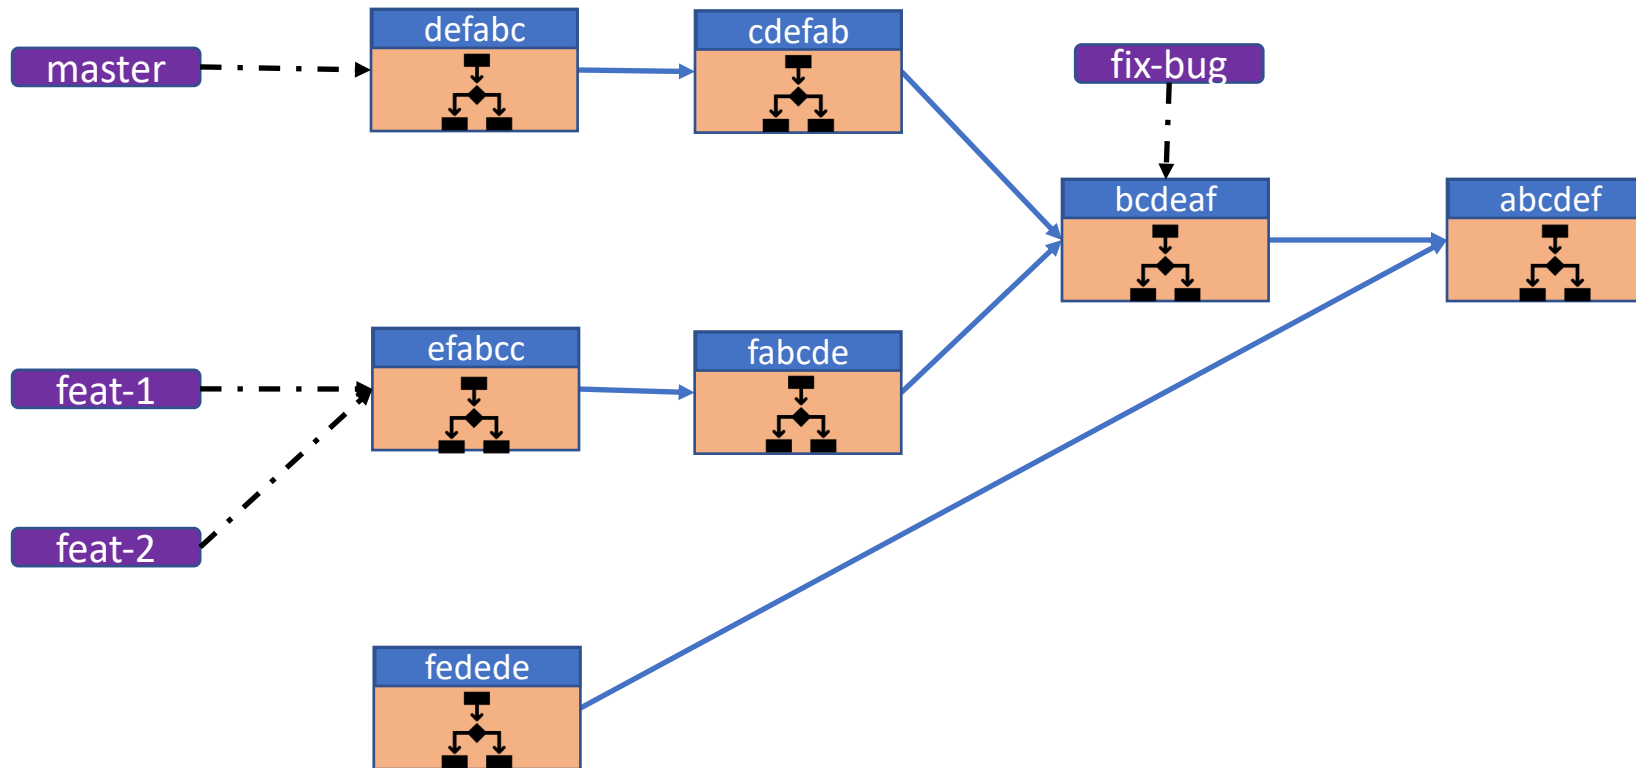 defabc
cdefab
master
fix-bug
bcdeaf
abcdef
efabcc
fabcde
feat-1
feat-2
fedede